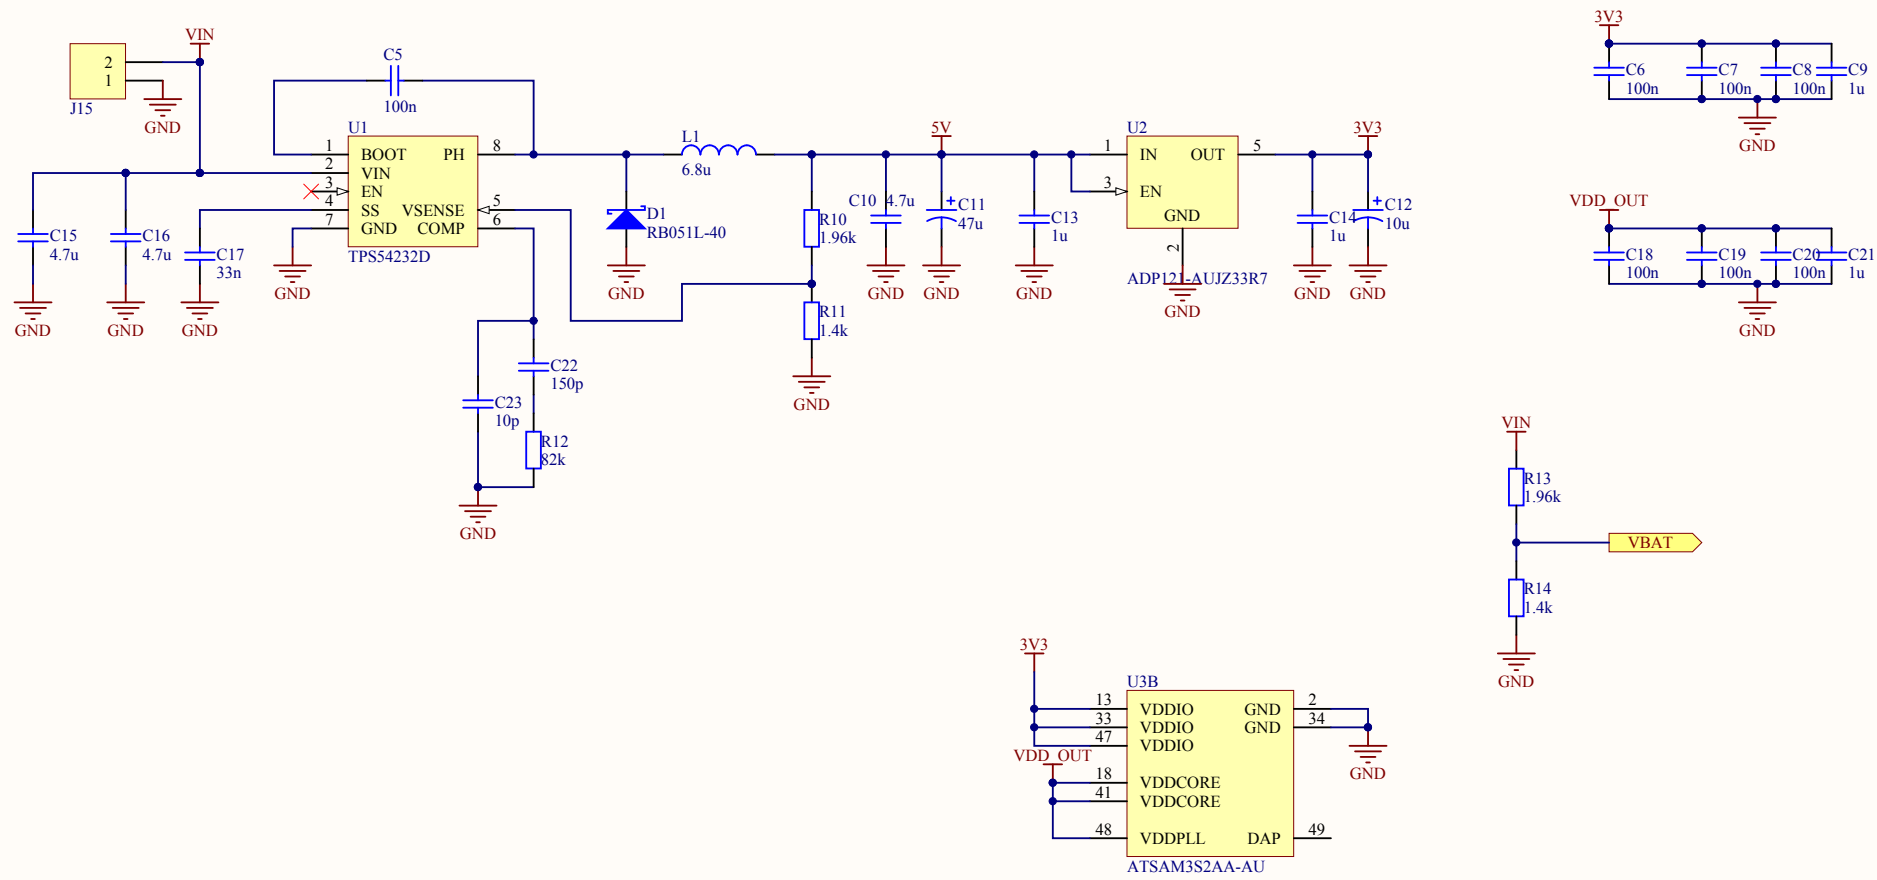 VIN
2
1
J15
GND
C5
100n
U1
1
BOOT
PH
8
2
VIN
3
EN
4
SS
VSENSE
5
7
GND
COMP
6
TPS54232D
C15
4.7u
GND
C16
4.7u
GND
C17
33n
GND
GND
L1
6.8u
D1
RB051L-40
GND
R10
1.96k
R11
1.4k
GND
C22
150p
C23
10p
R12
82k
GND
C10
4.7u
GND
5V
C11
47u
GND
C13
1u
GND
U2
1
IN
OUT
5
3
EN
GND
2
ADP121-AUJZ33R7
GND
3V3
C14
1u
GND
C12
10u
GND
3V3
C6
100n
C7
100n
C8
100n
C9
1u
GND
VDD_OUT
C18
100n
C19
100n
C20
100n
C21
1u
GND
VIN
R13
1.96k
VBAT
R14
1.4k
GND
3V3
U3B
13
VDDIO
GND
2
33
VDDIO
GND
34
47
VDDIO
VDD_OUT
18
VDDCORE
41
VDDCORE
48
VDDPLL
DAP
49
GND
ATSAM3S2AA-AU